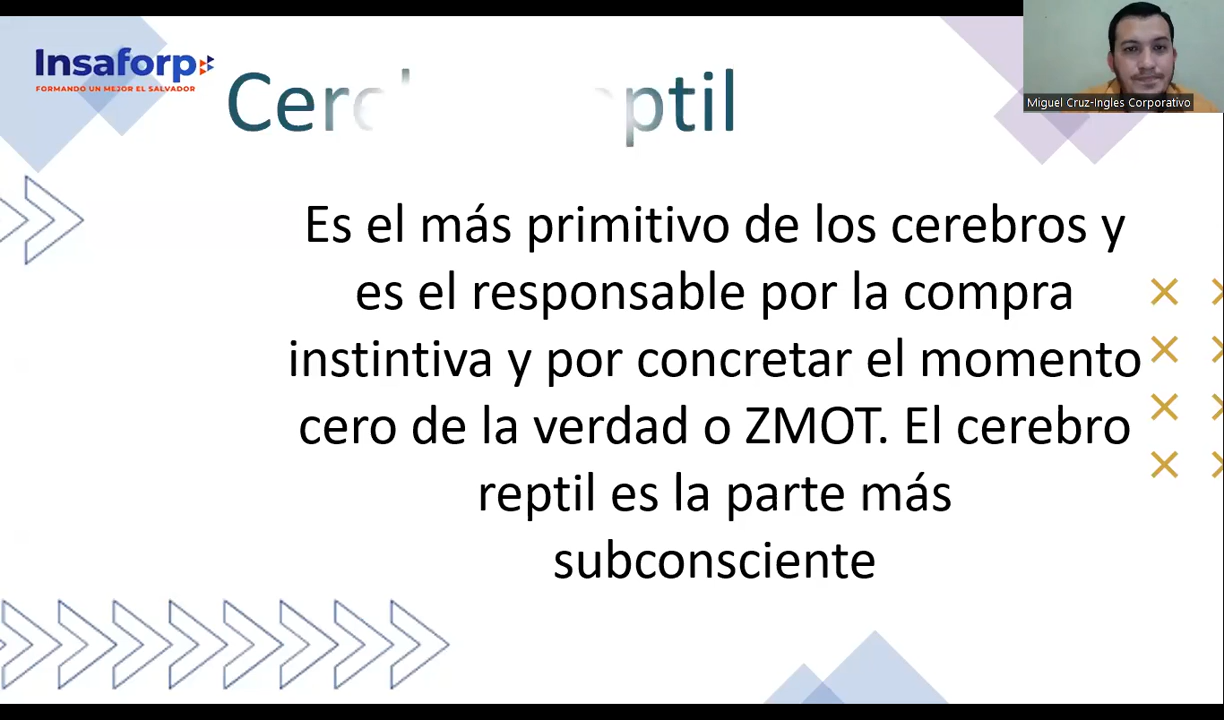 Insaforp
FORMANDO UN MEJOR EL SALVADOR
Cerebro reptil
Miguel Cruz-Ingles Corporativo
Es el más primitivo de los cerebros y
es el responsable por la compra
instintiva y por concretar el momento
cero de la verdad o ZMOT. El cerebro
reptil es la parte más
subconsciente